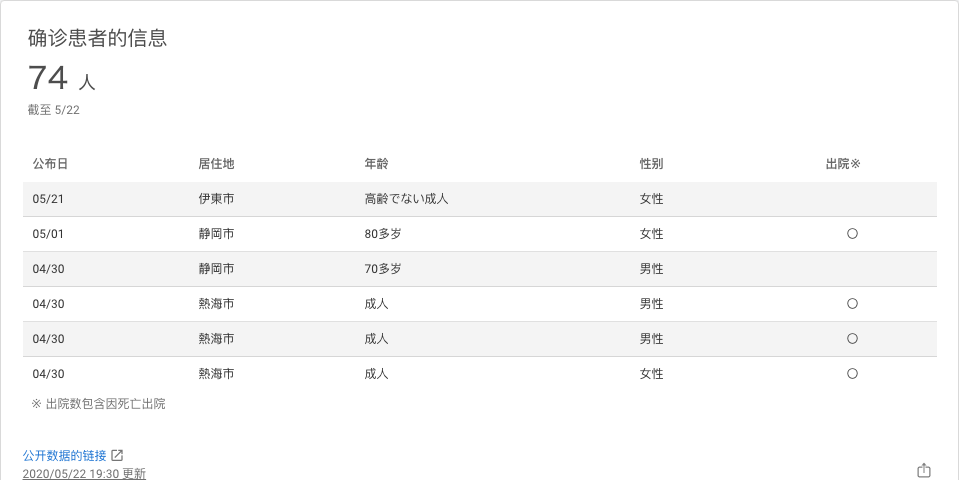 确诊患者的信息
74 人
截至 5/22
公布日 居住地 年龄 性别 出院※
05/21 伊東市 高齢でない成人 女性
05/01 静岡市 80多岁 女性 ○
04/30 静岡市 70多岁 男性
04/30 熱海市 成人 男性 ○
04/30 熱海市 成人 男性 ○
04/30 熱海市 成人 女性 ○
※ 出院数包含因死亡出院
公开数据的链接
2020/05/22 19:30 更新